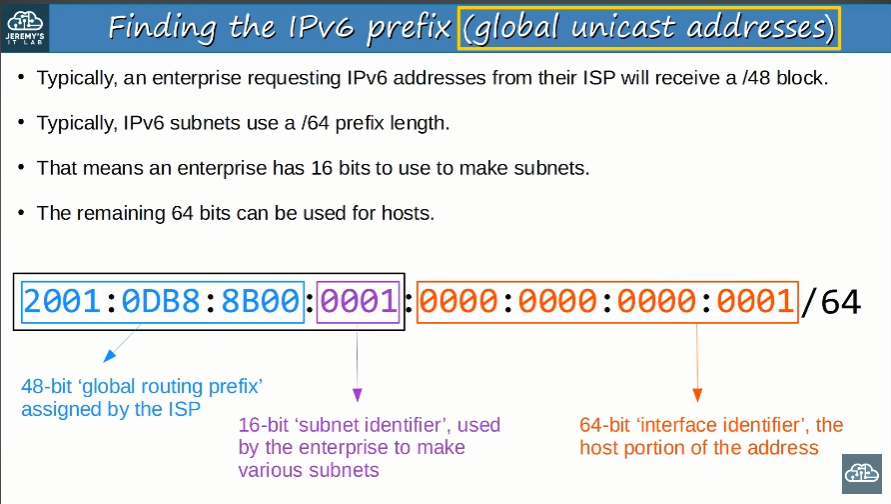 JEREMY'S
IT LAB
Finding the IPv6 prefix (global unicast addresses)
• Typically, an enterprise requesting IPv6 addresses from their ISP will receive a /48 block.
• Typically, IPv6 subnets use a /64 prefix length.
• That means an enterprise has 16 bits to use to make subnets.
• The remaining 64 bits can be used for hosts.
2001:0DB8:8B00:0001:0000:0000:0000:0001/64
48-bit ‘global routing prefix’
assigned by the ISP
16-bit ‘subnet identifier’, used
by the enterprise to make
various subnets
64-bit ‘interface identifier’, the
host portion of the address